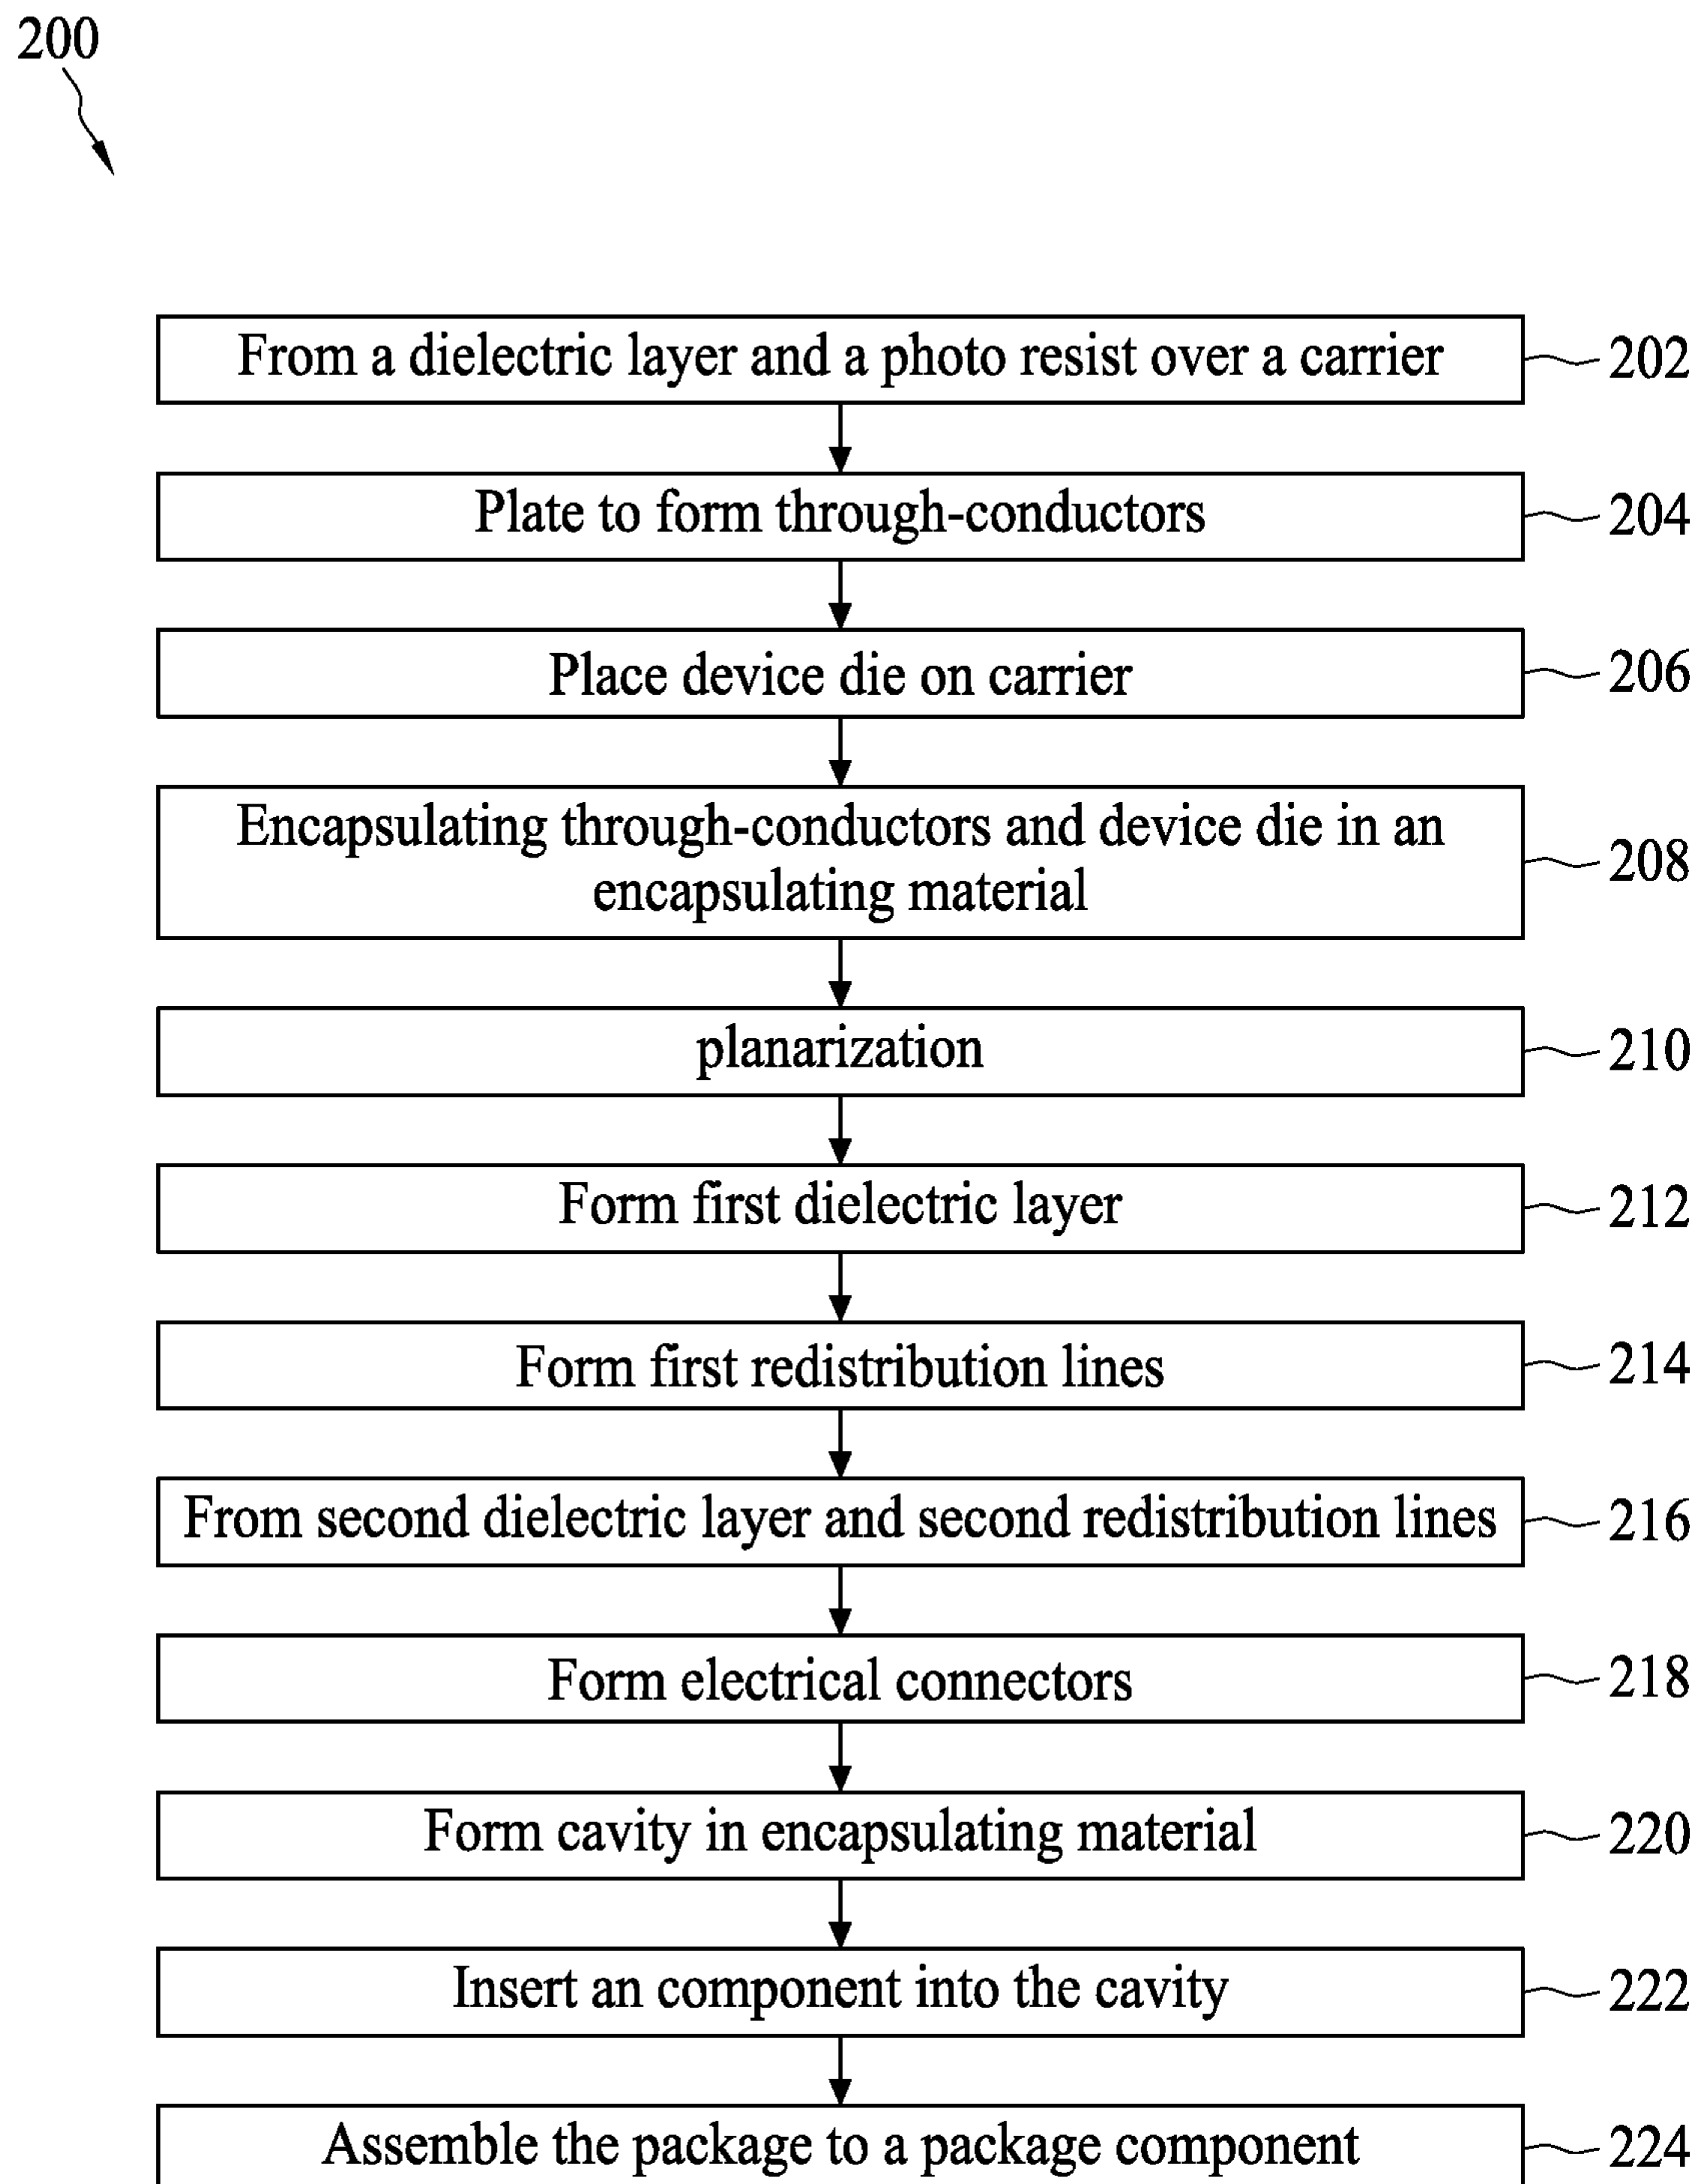 200
From a dielectric layer and a photo resist over a carrier
202
Plate to form through-conductors
204
Place device die on carrier
206
Encapsulating through-conductors and device die in an
encapsulating material
208
planarization
210
Form first dielectric layer
212
Form first redistribution lines
214
From second dielectric layer and second redistribution lines
216
Form electrical connectors
218
Form cavity in encapsulating material
220
Insert an component into the cavity
222
Assemble the package to a package component
224